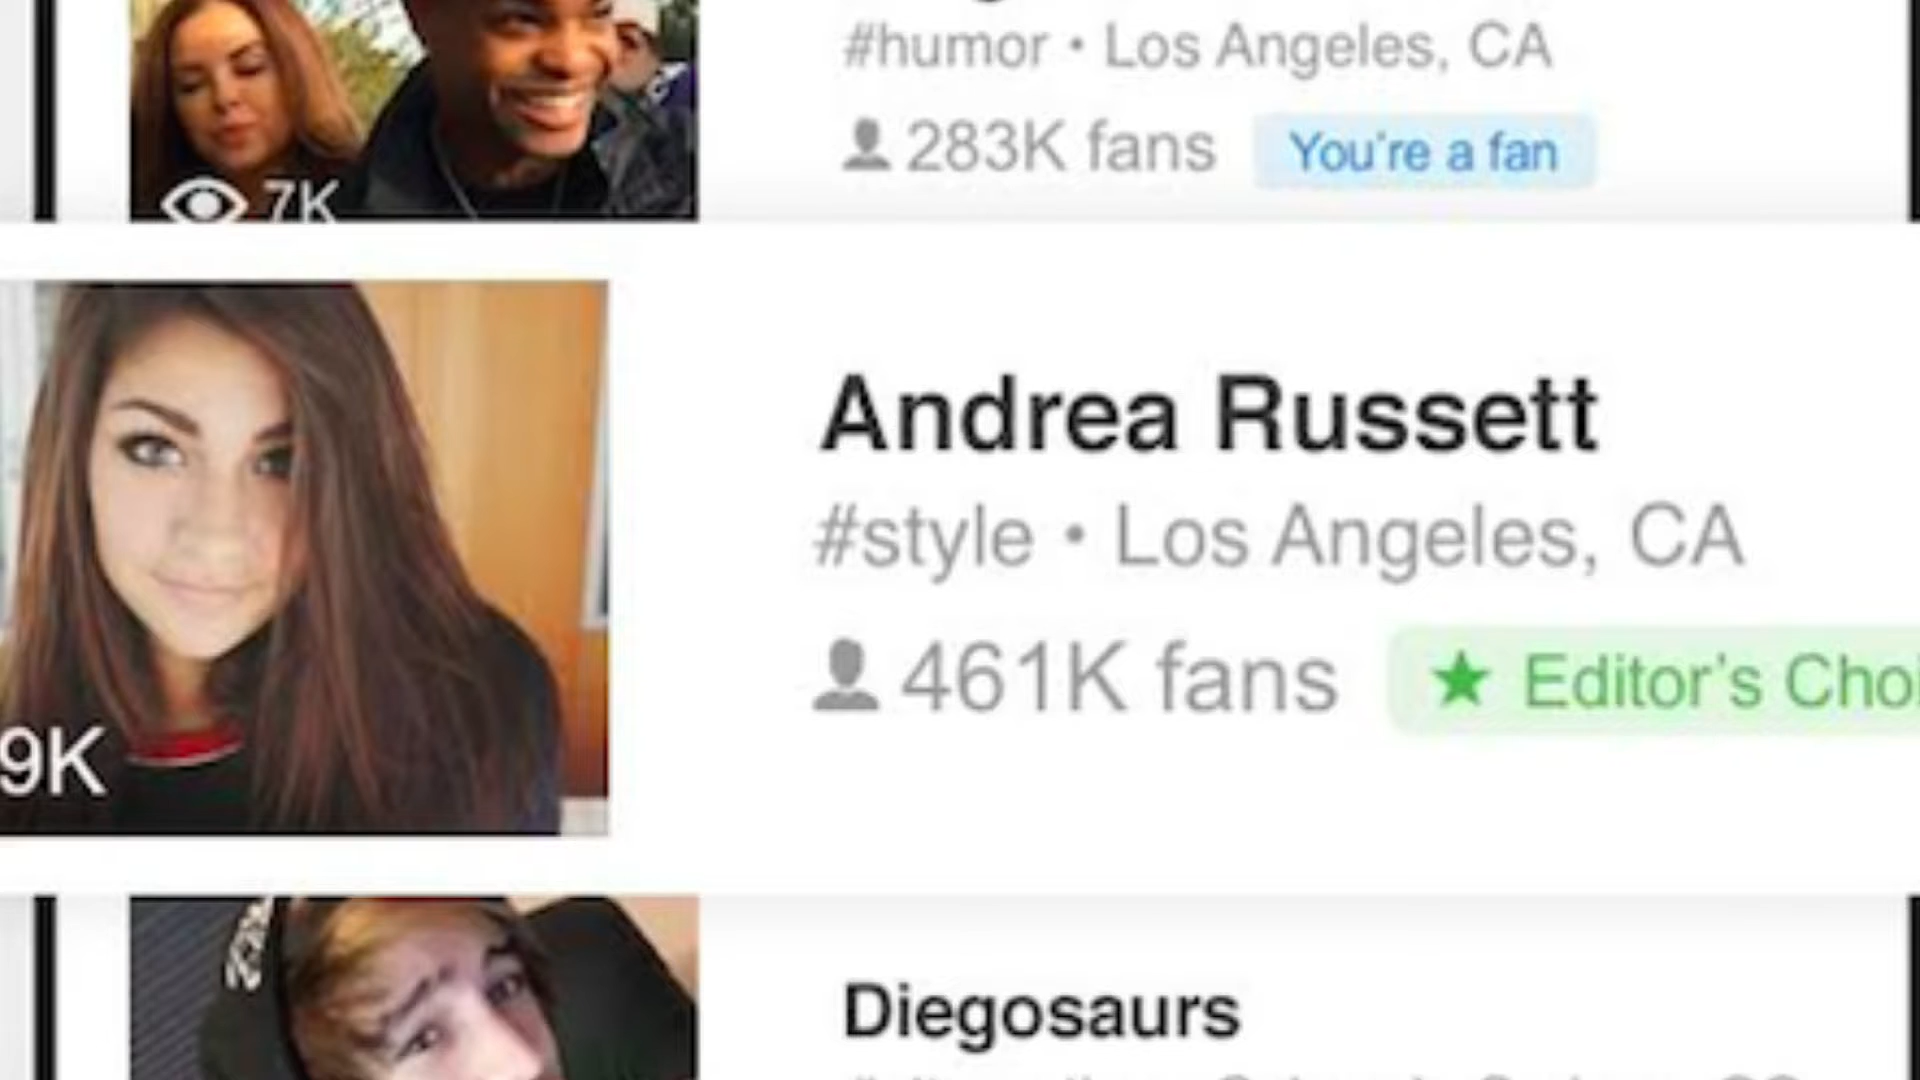 #humor • Los Angeles, CA
283K fans You're a fan
7K
Andrea Russett
#style • Los Angeles, CA
461K fans ★ Editor's Choi
9K
Diegosaurs